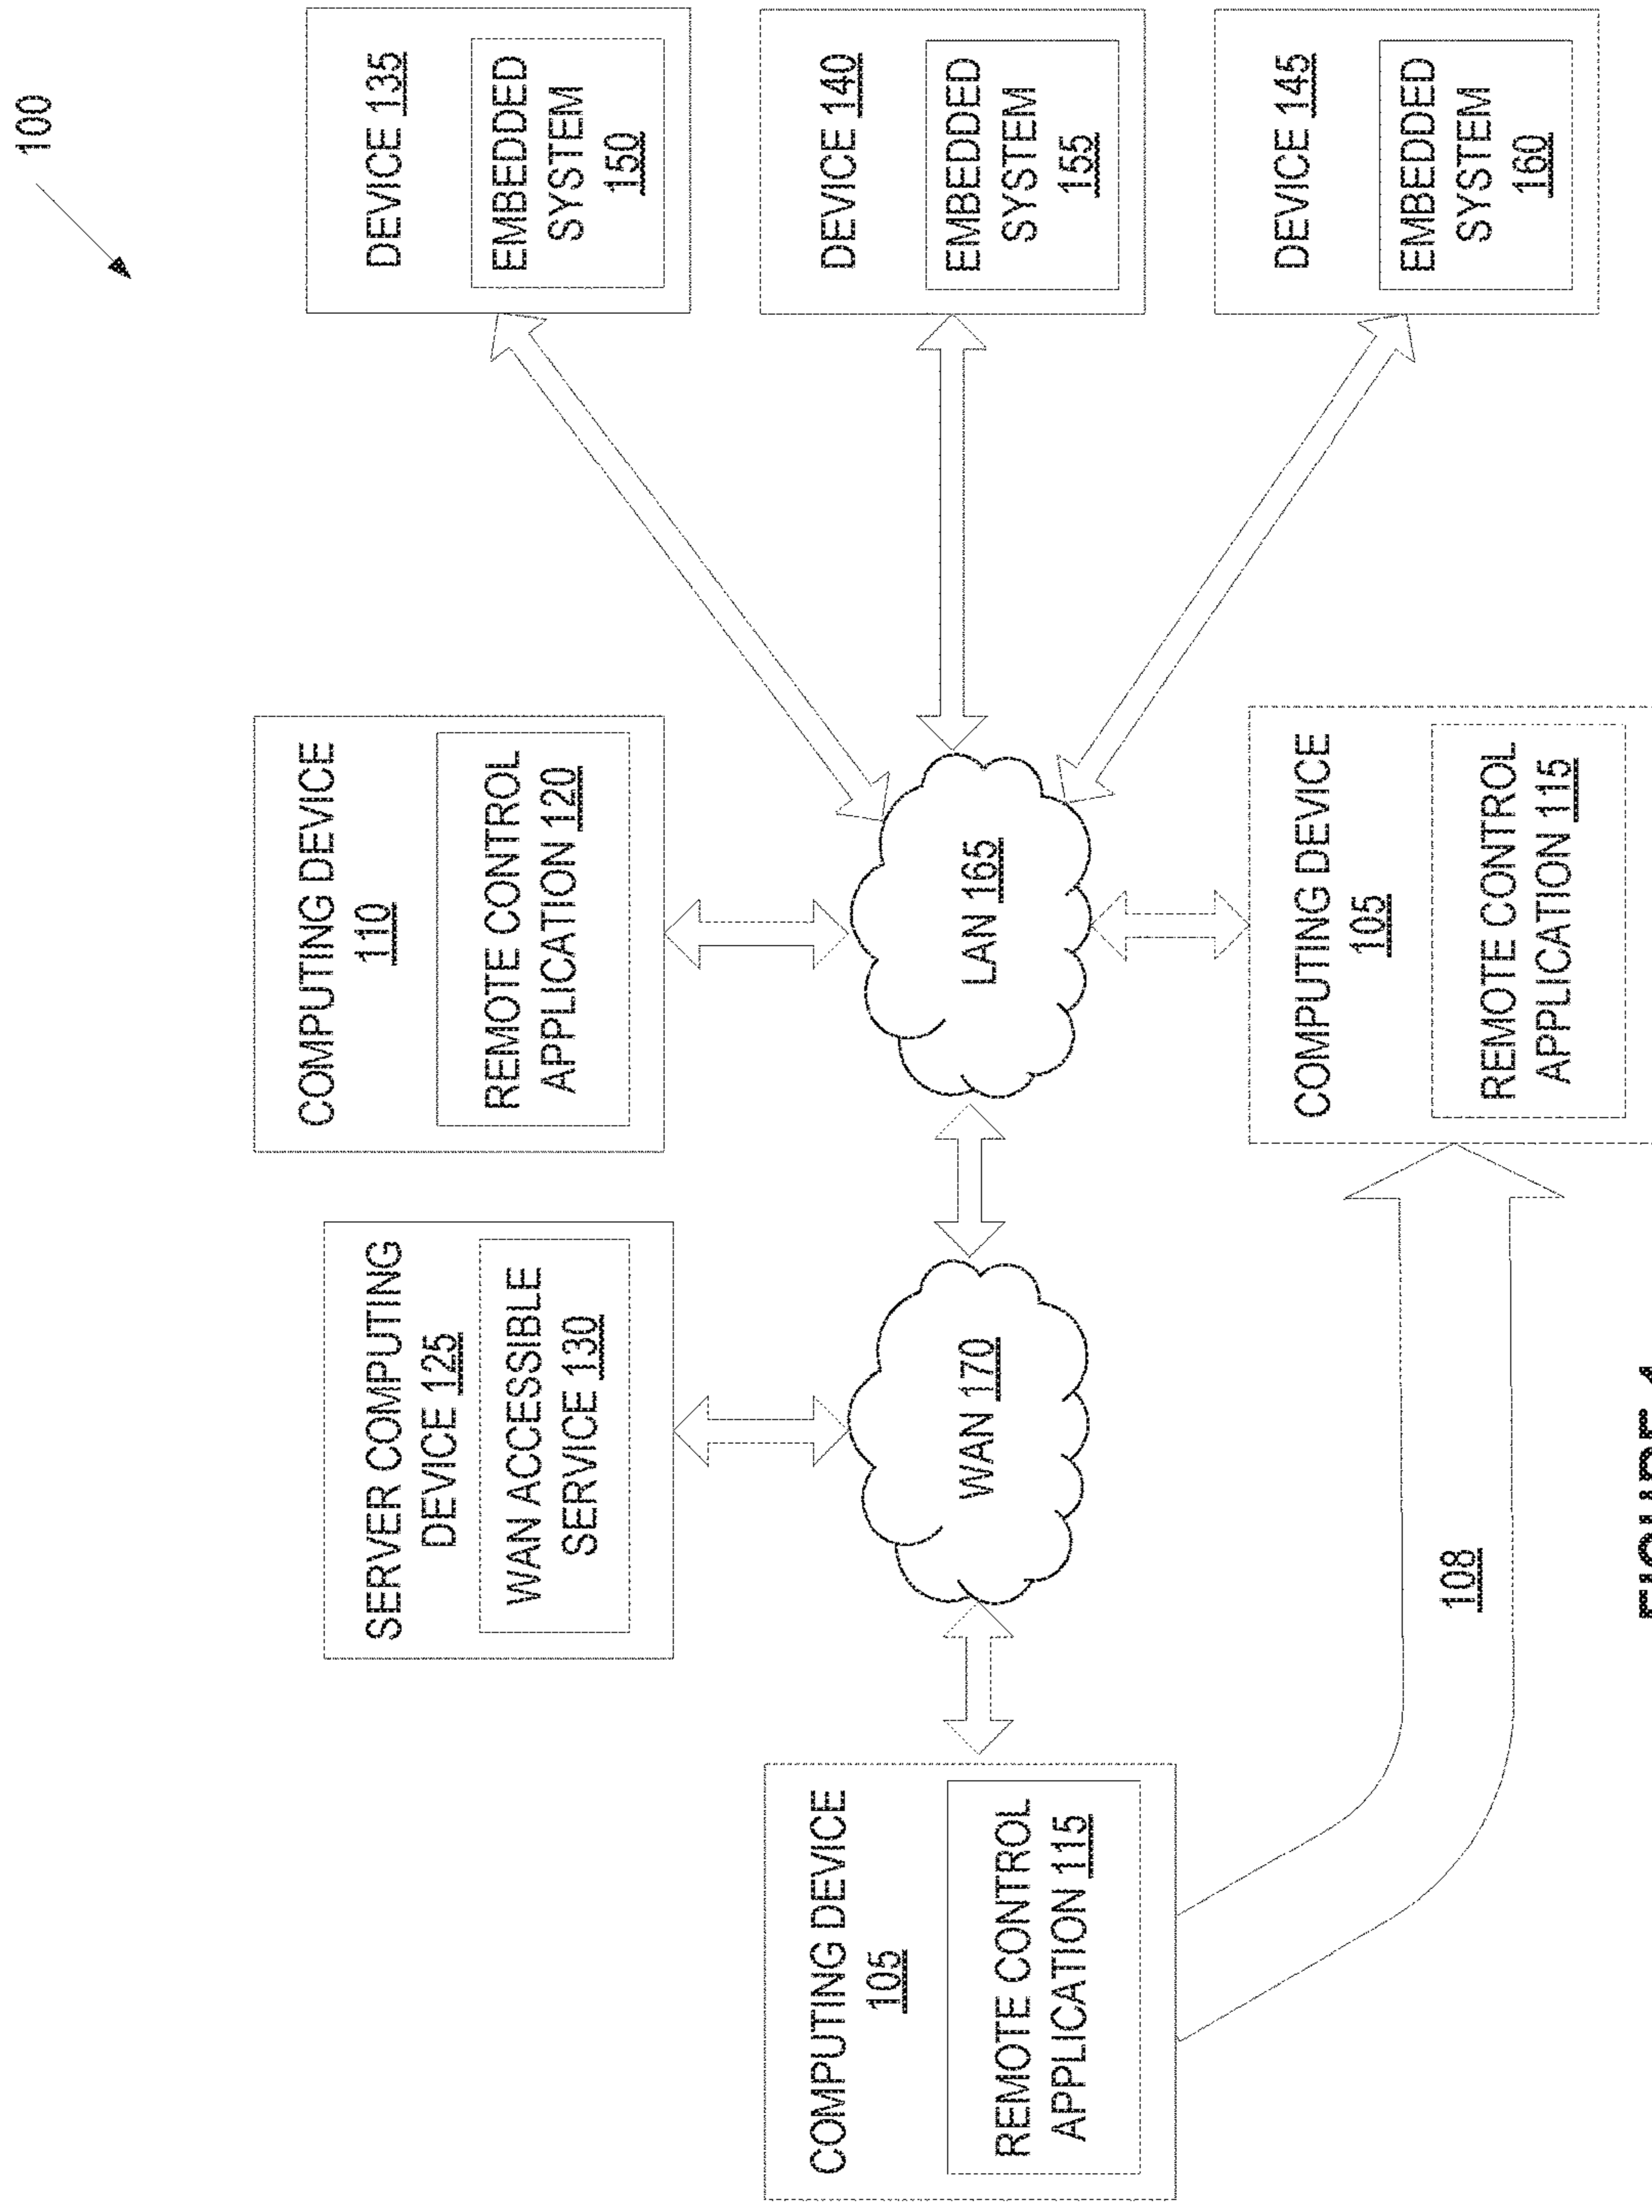 100
SERVER COMPUTING
DEVICE 125
WAN ACCESSIBLE
SERVICE 130
COMPUTING DEVICE
110
REMOTE CONTROL
APPLICATION 120
DEVICE 135
EMBEDDED
SYSTEM
150
COMPUTING DEVICE
105
REMOTE CONTROL
APPLICATION 115
WAN 170
LAN 165
DEVICE 140
EMBEDDED
SYSTEM
155
108
COMPUTING DEVICE
105
REMOTE CONTROL
APPLICATION 115
DEVICE 145
EMBEDDED
SYSTEM
160
FIGURE 1